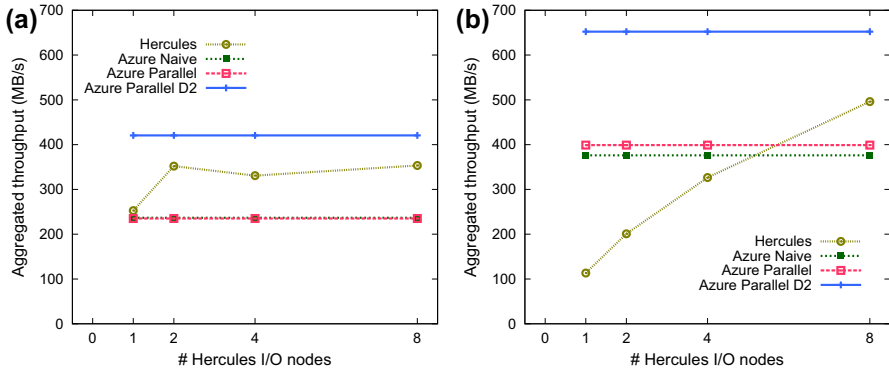 (a)
Aggregated throughput (MB/s)
700
600
500
400
300
200
100
0
Hercules
Azure Naive
Azure Parallel
Azure Parallel D2
0 1 2 4 8
# Hercules I/O nodes
(b)
Aggregated throughput (MB/s)
700
600
500
400
300
200
100
0
Hercules
Azure Naive
Azure Parallel
Azure Parallel D2
0 1 2 4 8
# Hercules I/O nodes